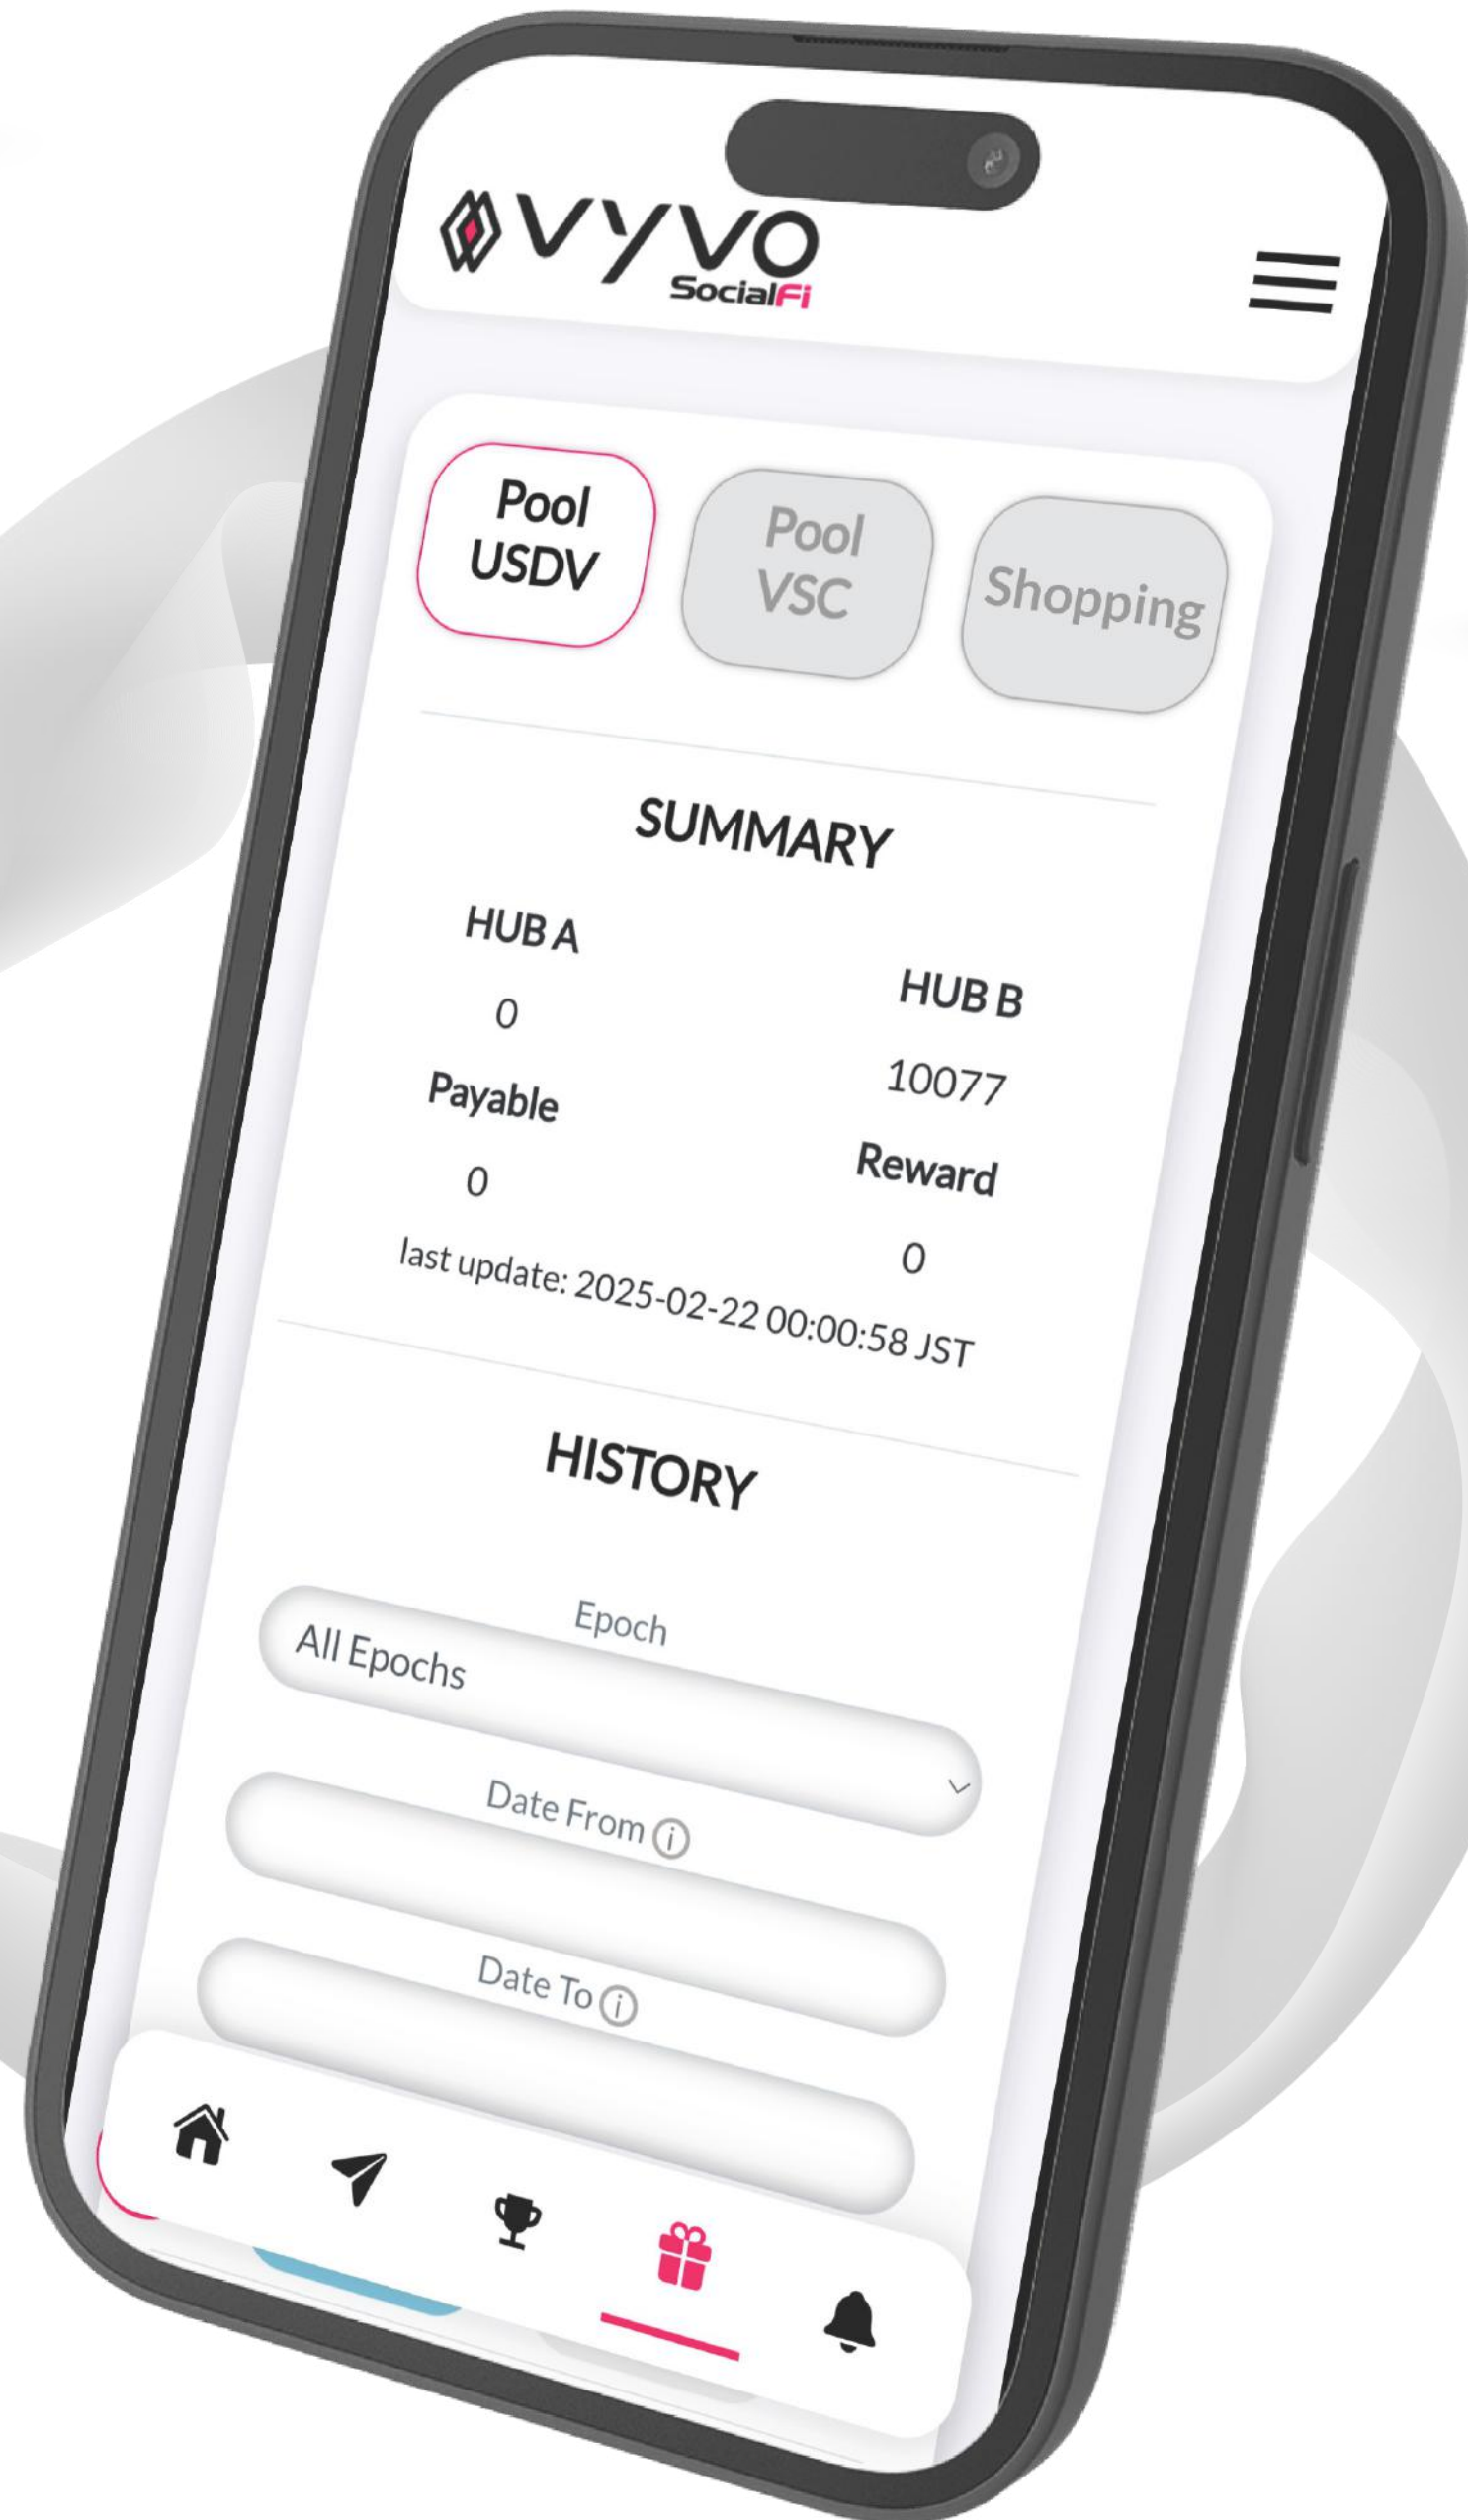 VYVO
SocialFi
Pool
USDV
Pool
VSC
Shopping
SUMMARY
HUB A
HUB B
0
10077
Payable
Reward
0
0
last update: 2025-02-22 00:00:58 JST
HISTORY
Epoch
All Epochs
Date From i
Date To i